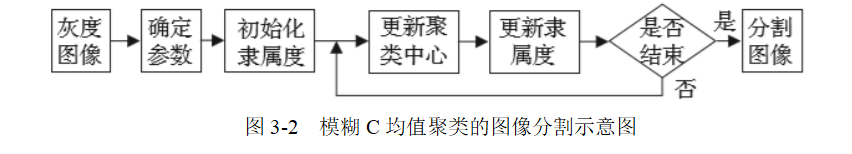 灰度
图像
确定
参数
初始化
隶属度
更新聚
类中心
更新隶
属度
是否
结束
是
分割
图像
否
图 3-2 模糊 C 均值聚类的图像分割示意图